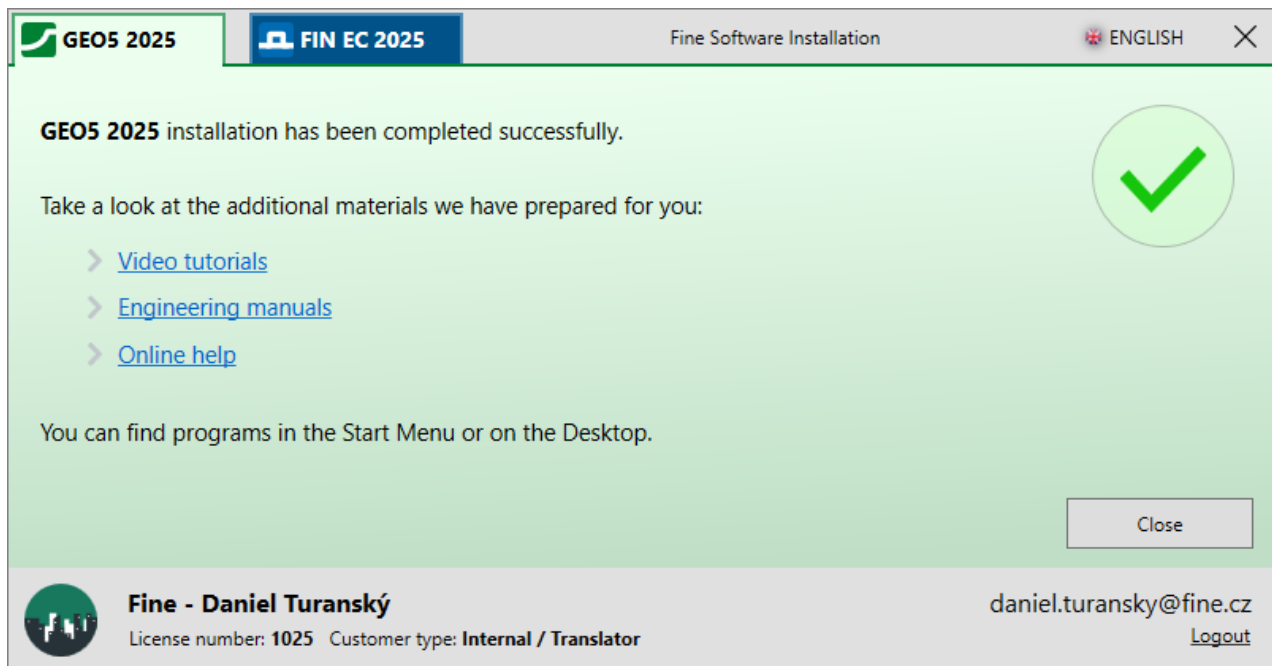 GEO5 2025
FIN EC 2025
Fine Software Installation
ENGLISH
GEO5 2025 installation has been completed successfully.
Take a look at the additional materials we have prepared for you:
Video tutorials
Engineering manuals
Online help
You can find programs in the Start Menu or on the Desktop.
Close
Fine - Daniel Turanský
daniel.turansky@fine.cz
License number: 1025 Customer type: Internal / Translator
Logout